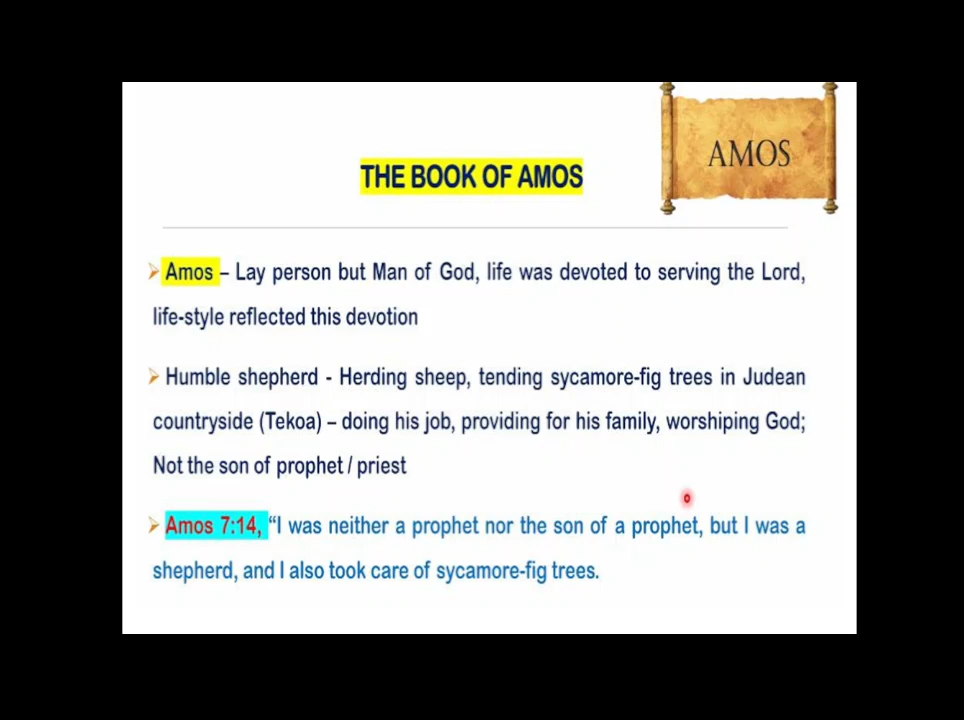 AMOS
THE BOOK OF AMOS
Amos – Lay person but Man of God, life was devoted to serving the Lord,
life-style reflected this devotion
Humble shepherd - Herding sheep, tending sycamore-fig trees in Judean
countryside (Tekoa) – doing his job, providing for his family, worshiping God;
Not the son of prophet / priest
Amos 7:14, “I was neither a prophet nor the son of a prophet, but I was a
shepherd, and I also took care of sycamore-fig trees.